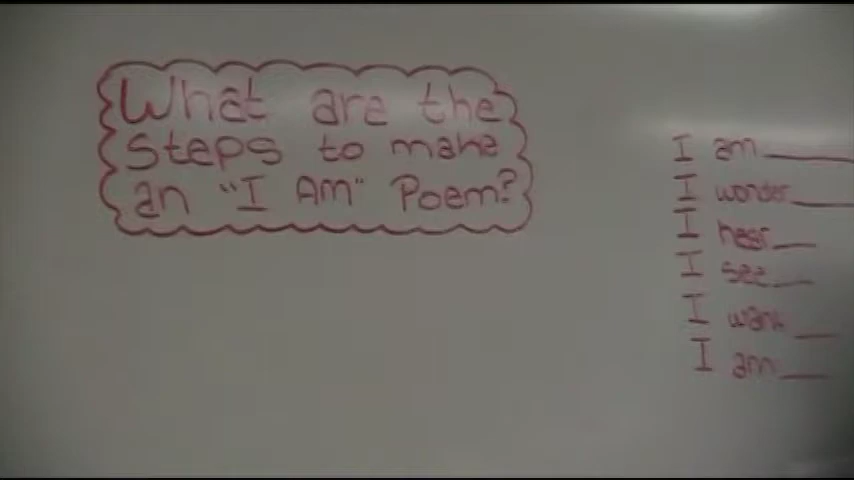 What are the
steps to make
an "I AM" Poem?
I am
I wonder
I hear
I see
I want
I am